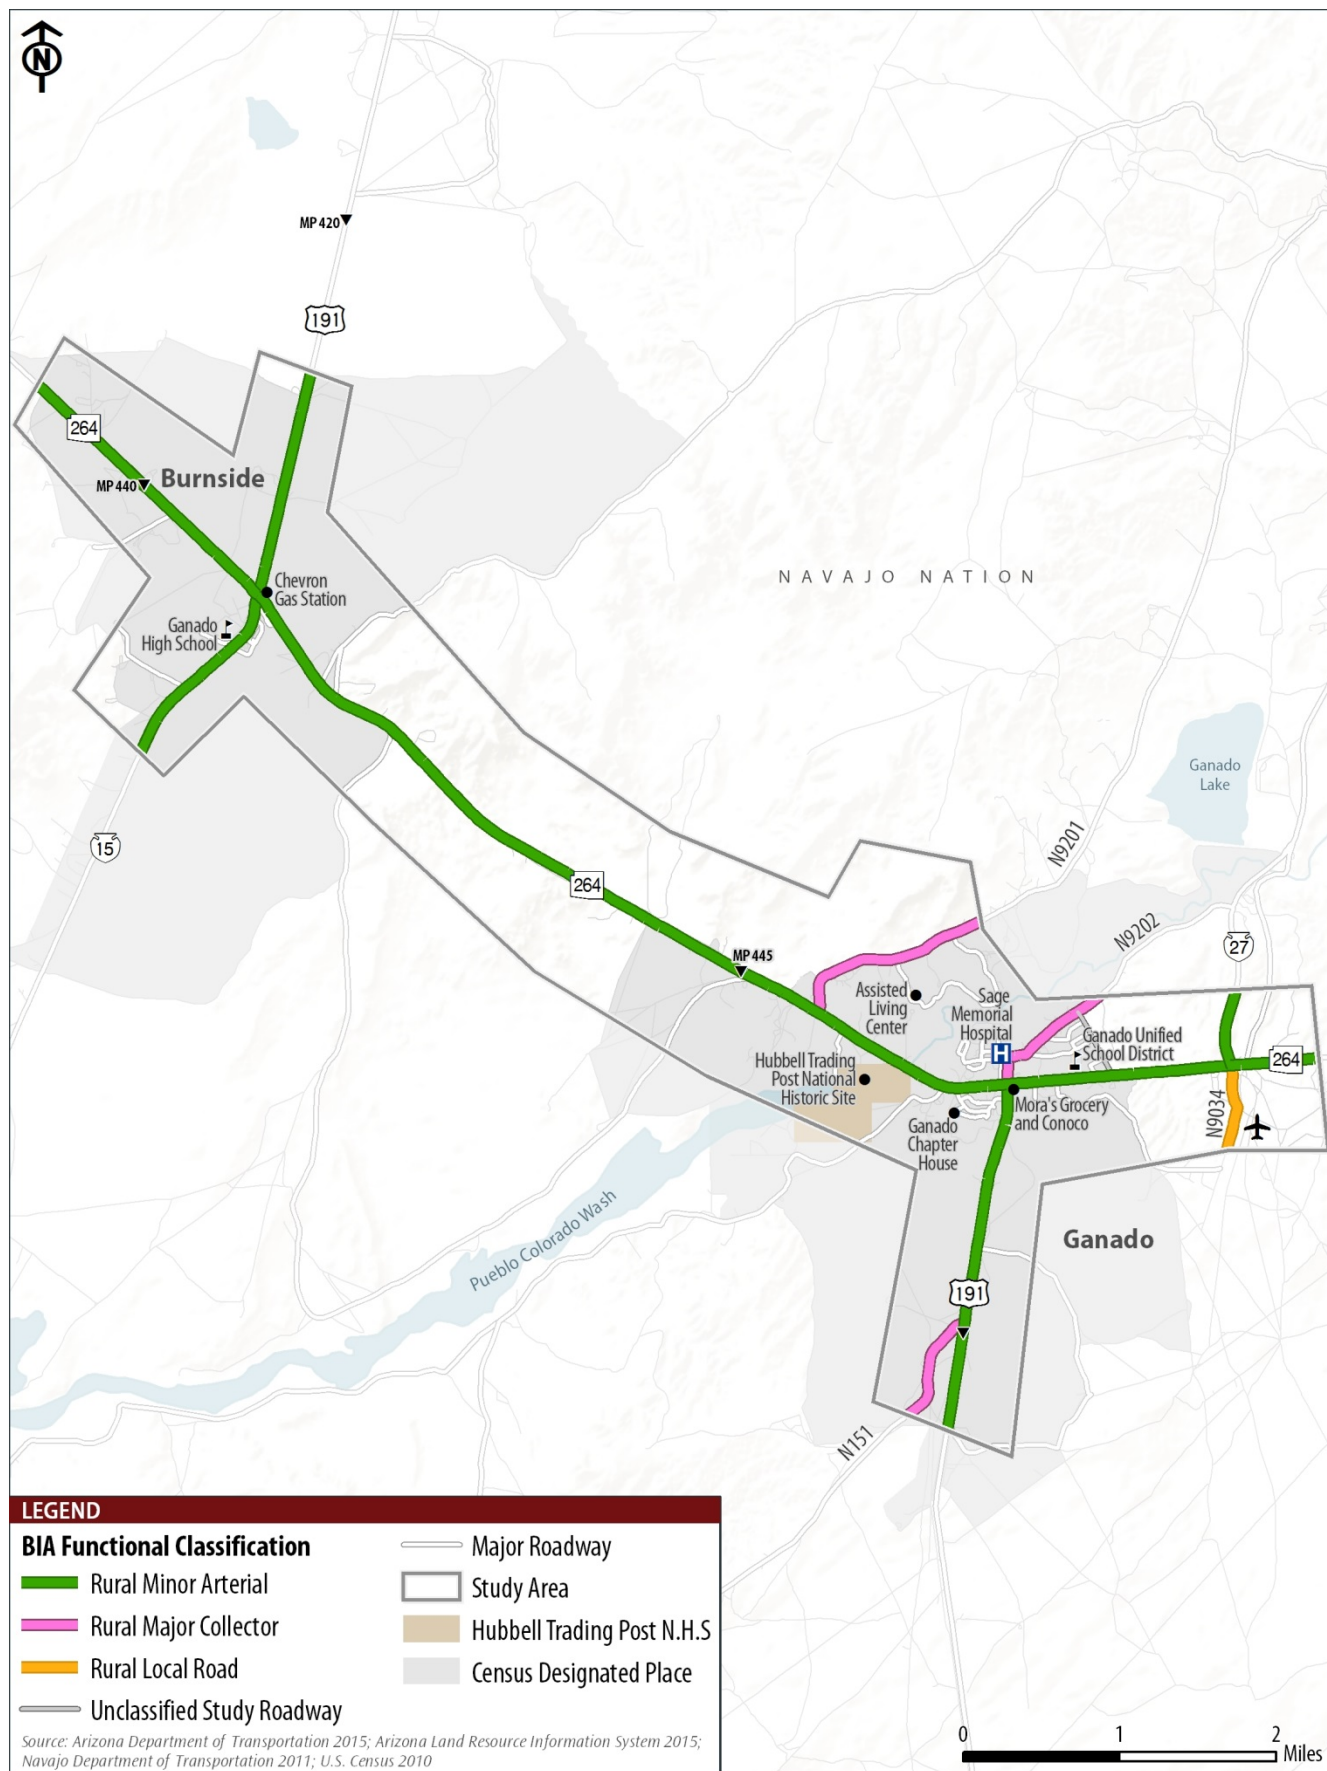 N
MP 420
191
264
Burnside
MP 440
Chevron
Gas Station
Ganado
High School
NAVAJO NATION
15
Ganado
Lake
N9201
264
N9202
27
MP 445
Assisted
Living
Center
Sage
Memorial
Hospital
H
Ganado Unified
School District
264
Hubbell Trading
Post National
Historic Site
Mora's Grocery
and Conoco
N9034
Ganado
Chapter
House
Pueblo Colorado Wash
Ganado
191
N151
LEGEND
BIA Functional Classification
Rural Minor Arterial
Rural Major Collector
Rural Local Road
Unclassified Study Roadway
Major Roadway
Study Area
Hubbell Trading Post N.H.S
Census Designated Place
Source: Arizona Department of Transportation 2015; Arizona Land Resource Information System 2015;
Navajo Department of Transportation 2011; U.S. Census 2010
0 1 2
Miles